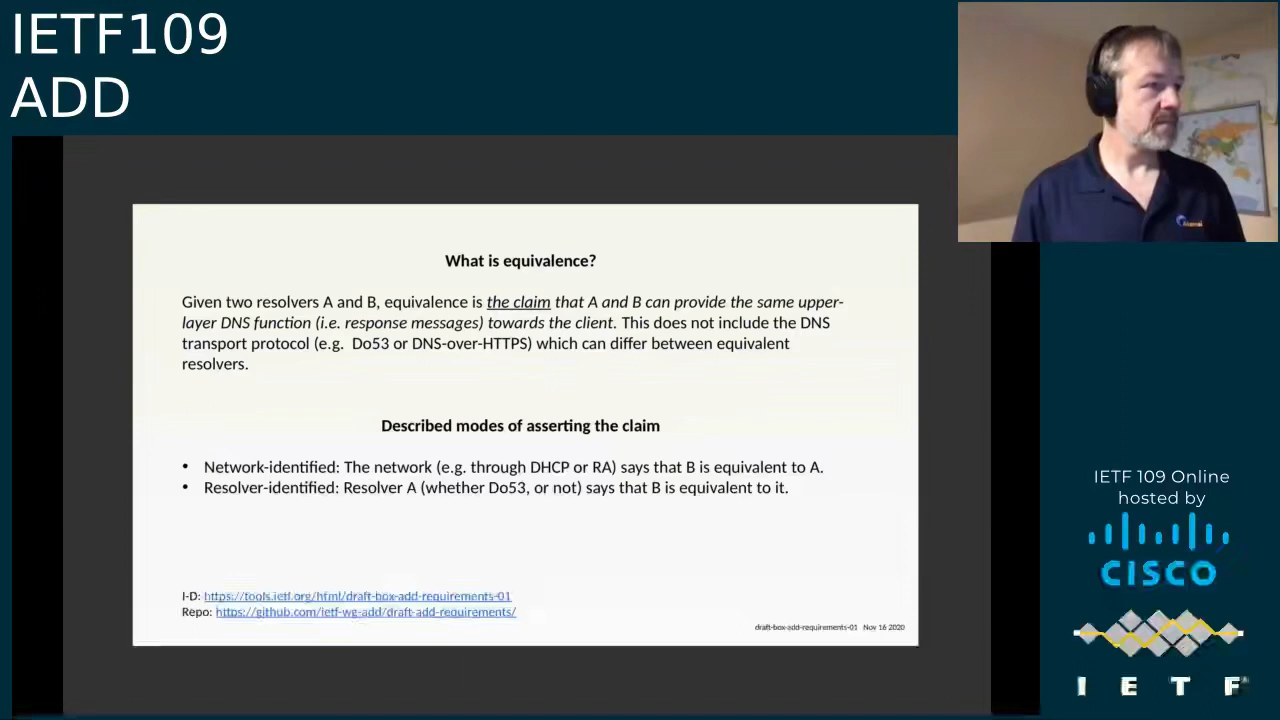 IETF109
ADD
What is equivalence?
Given two resolvers A and B, equivalence is the claim that A and B can provide the same upper-
layer DNS function (i.e. response messages) towards the client. This does not include the DNS
transport protocol (e.g. Do53 or DNS-over-HTTPS) which can differ between equivalent
resolvers.
Described modes of asserting the claim
• Network-identified: The network (e.g. through DHCP or RA) says that B is equivalent to A.
• Resolver-identified: Resolver A (whether Do53, or not) says that B is equivalent to it.
I-D: https://tools.ietf.org/html/draft-box-add-requirements-01
Repo: https://github.com/ietf-wg-add/draft-add-requirements/
draft-box-add-requirements-01 Nov 16 2020
Akamai
IETF 109 Online
hosted by
CISCO
I E T F